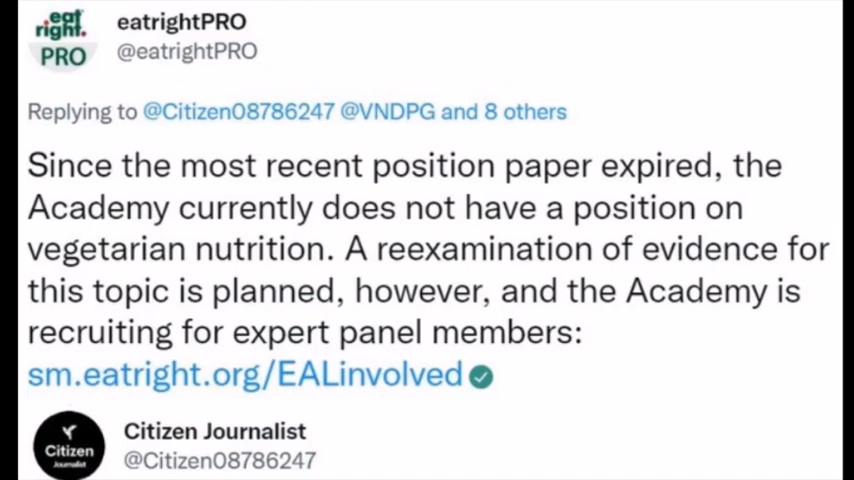 eat
right.
PRO
eatrightPRO
@eatrightPRO
Replying to @Citizen08786247 @VNDPG and 8 others
Since the most recent position paper expired, the
Academy currently does not have a position on
vegetarian nutrition. A reexamination of evidence for
this topic is planned, however, and the Academy is
recruiting for expert panel members:
sm.eatright.org/EALinvolved
Citizen
Journalist
Citizen Journalist
@Citizen08786247